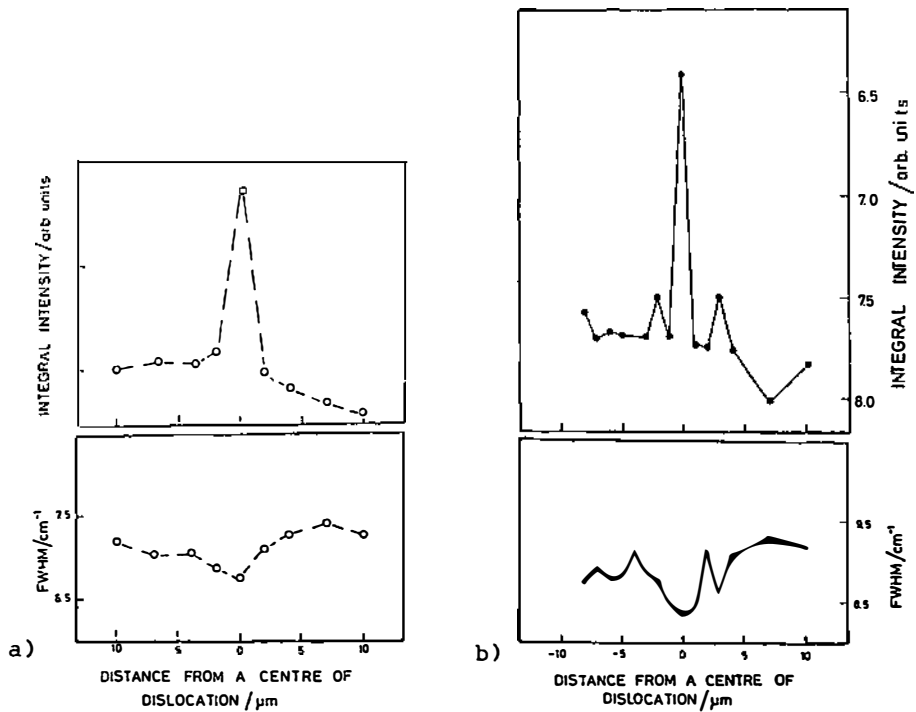 INTEGRAL INTENSITY/arb units
FWHM/cm⁻¹
7.5
6.5
10
5
0
5
10
a)
DISTANCE FROM A CENTRE OF
DISLOCATION/µm
6.5
7.0
7.5
8.0
INTEGRAL INTENSITY/arb. units
9.5
8.5
FWHM/cm⁻¹
-10
-5
0
5
10
b)
DISTANCE FROM A CENTRE OF
DISLOCATION/µm